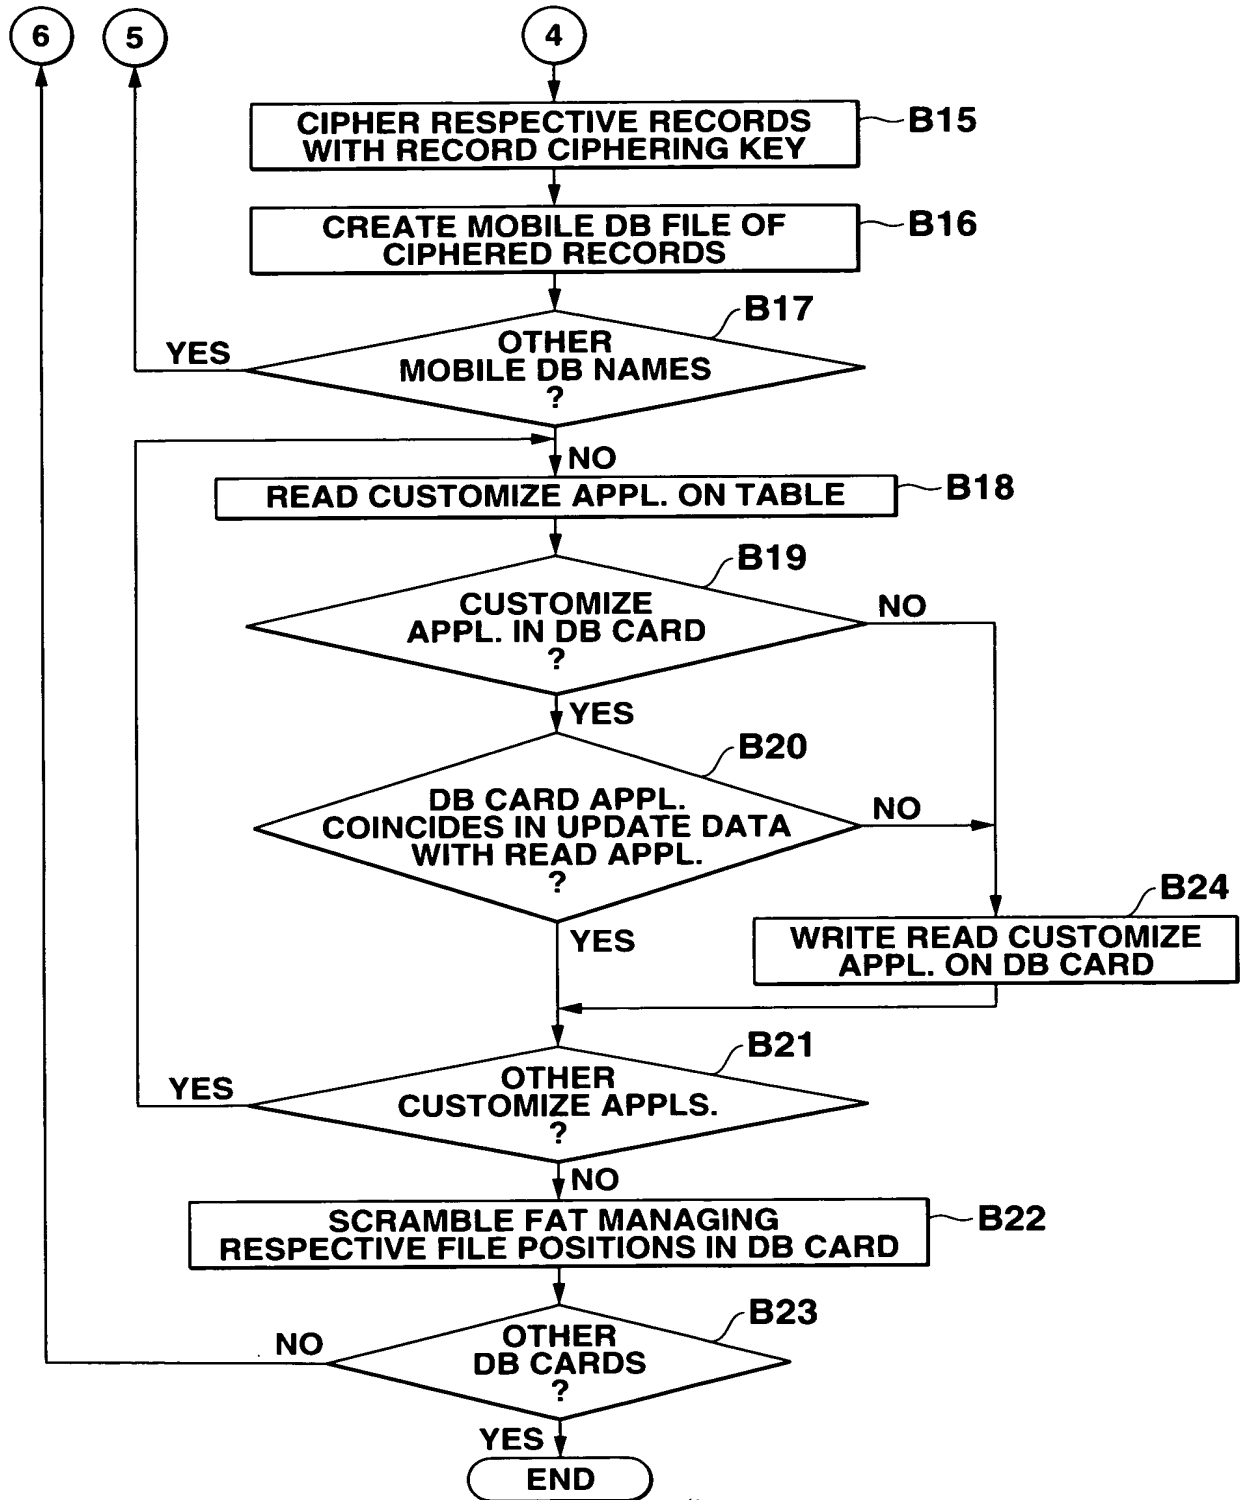 6
5
4
CIPHER RESPECTIVE RECORDS
WITH RECORD CIPHERING KEY
B15
CREATE MOBILE DB FILE OF
CIPHERED RECORDS
B16
B17
OTHER
MOBILE DB NAMES
?
YES
NO
READ CUSTOMIZE APPL. ON TABLE
B18
B19
CUSTOMIZE
APPL. IN DB CARD
?
NO
YES
B20
DB CARD APPL.
COINCIDES IN UPDATE DATA
WITH READ APPL.
?
NO
YES
B24
WRITE READ CUSTOMIZE
APPL. ON DB CARD
B21
OTHER
CUSTOMIZE APPLS.
?
YES
NO
SCRAMBLE FAT MANAGING
RESPECTIVE FILE POSITIONS IN DB CARD
B22
B23
OTHER
DB CARDS
?
NO
YES
END